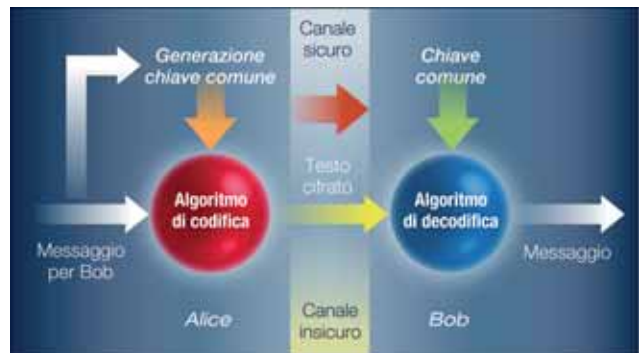 Canale
sicuro
Generazione
chiave comune
Chiave
comune
Testo
cifrato
Algoritmo
di codifica
Algoritmo
di decodifica
Messaggio
per Bob
Messaggio
Alice
Canale
insicuro
Bob